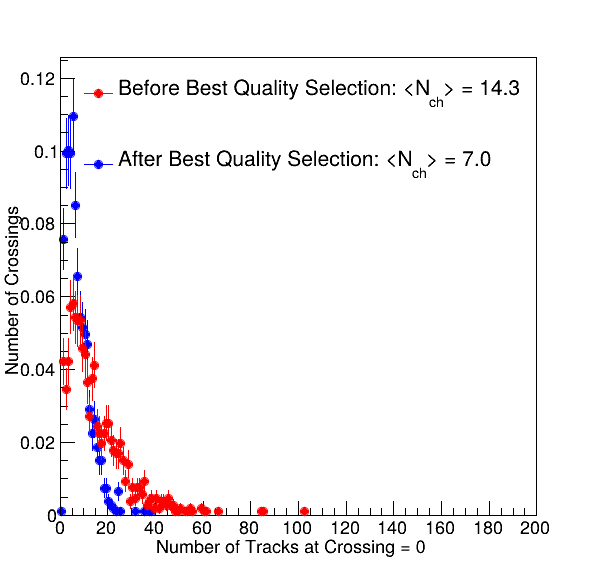 Before Best Quality Selection: <N_ch> = 14.3
After Best Quality Selection: <N_ch> = 7.0
Number of Crossings
0.12
0.1
0.08
0.06
0.04
0.02
0
0 20 40 60 80 100 120 140 160 180 200
Number of Tracks at Crossing = 0